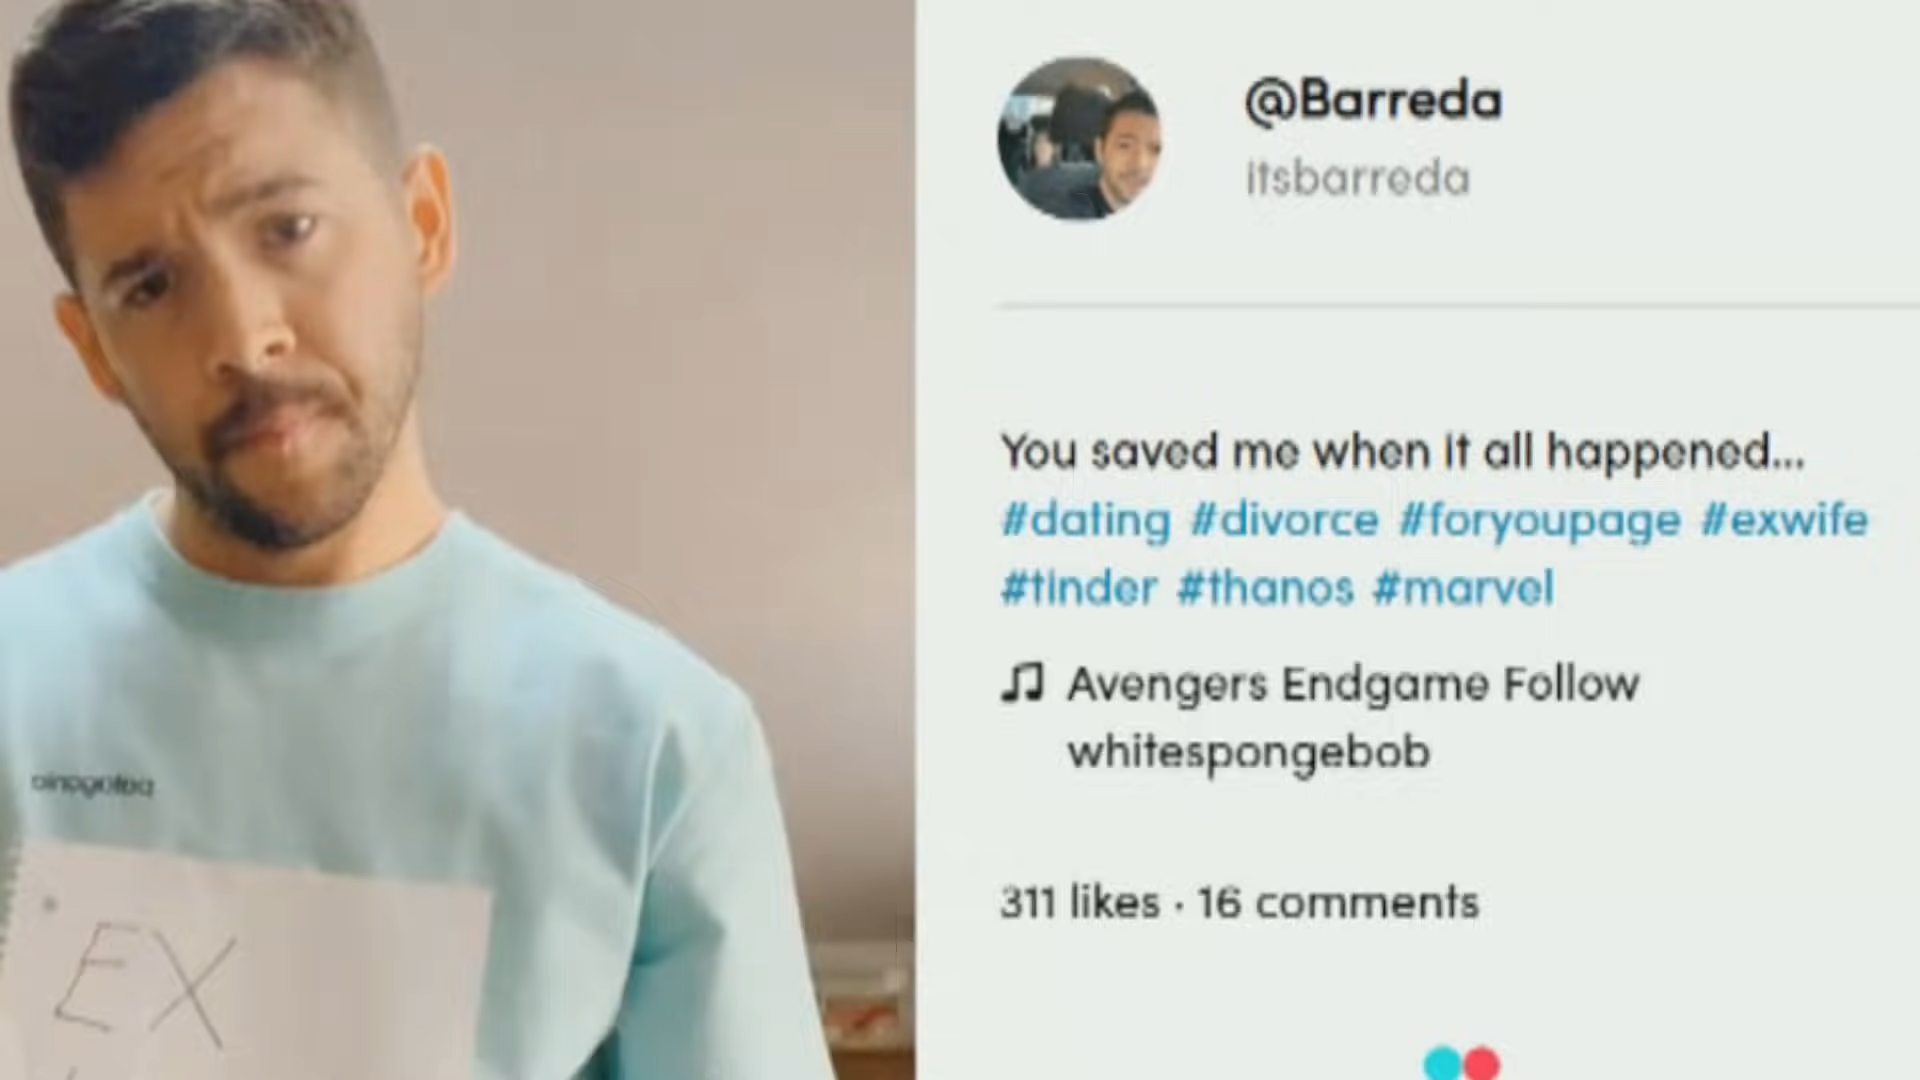 @Barreda
itsbarreda
You saved me when it all happened...
#dating #divorce #foryoupage #exwife
#tinder #thanos #marvel
Avengers Endgame Follow
whitespongebob
311 likes · 16 comments
EX